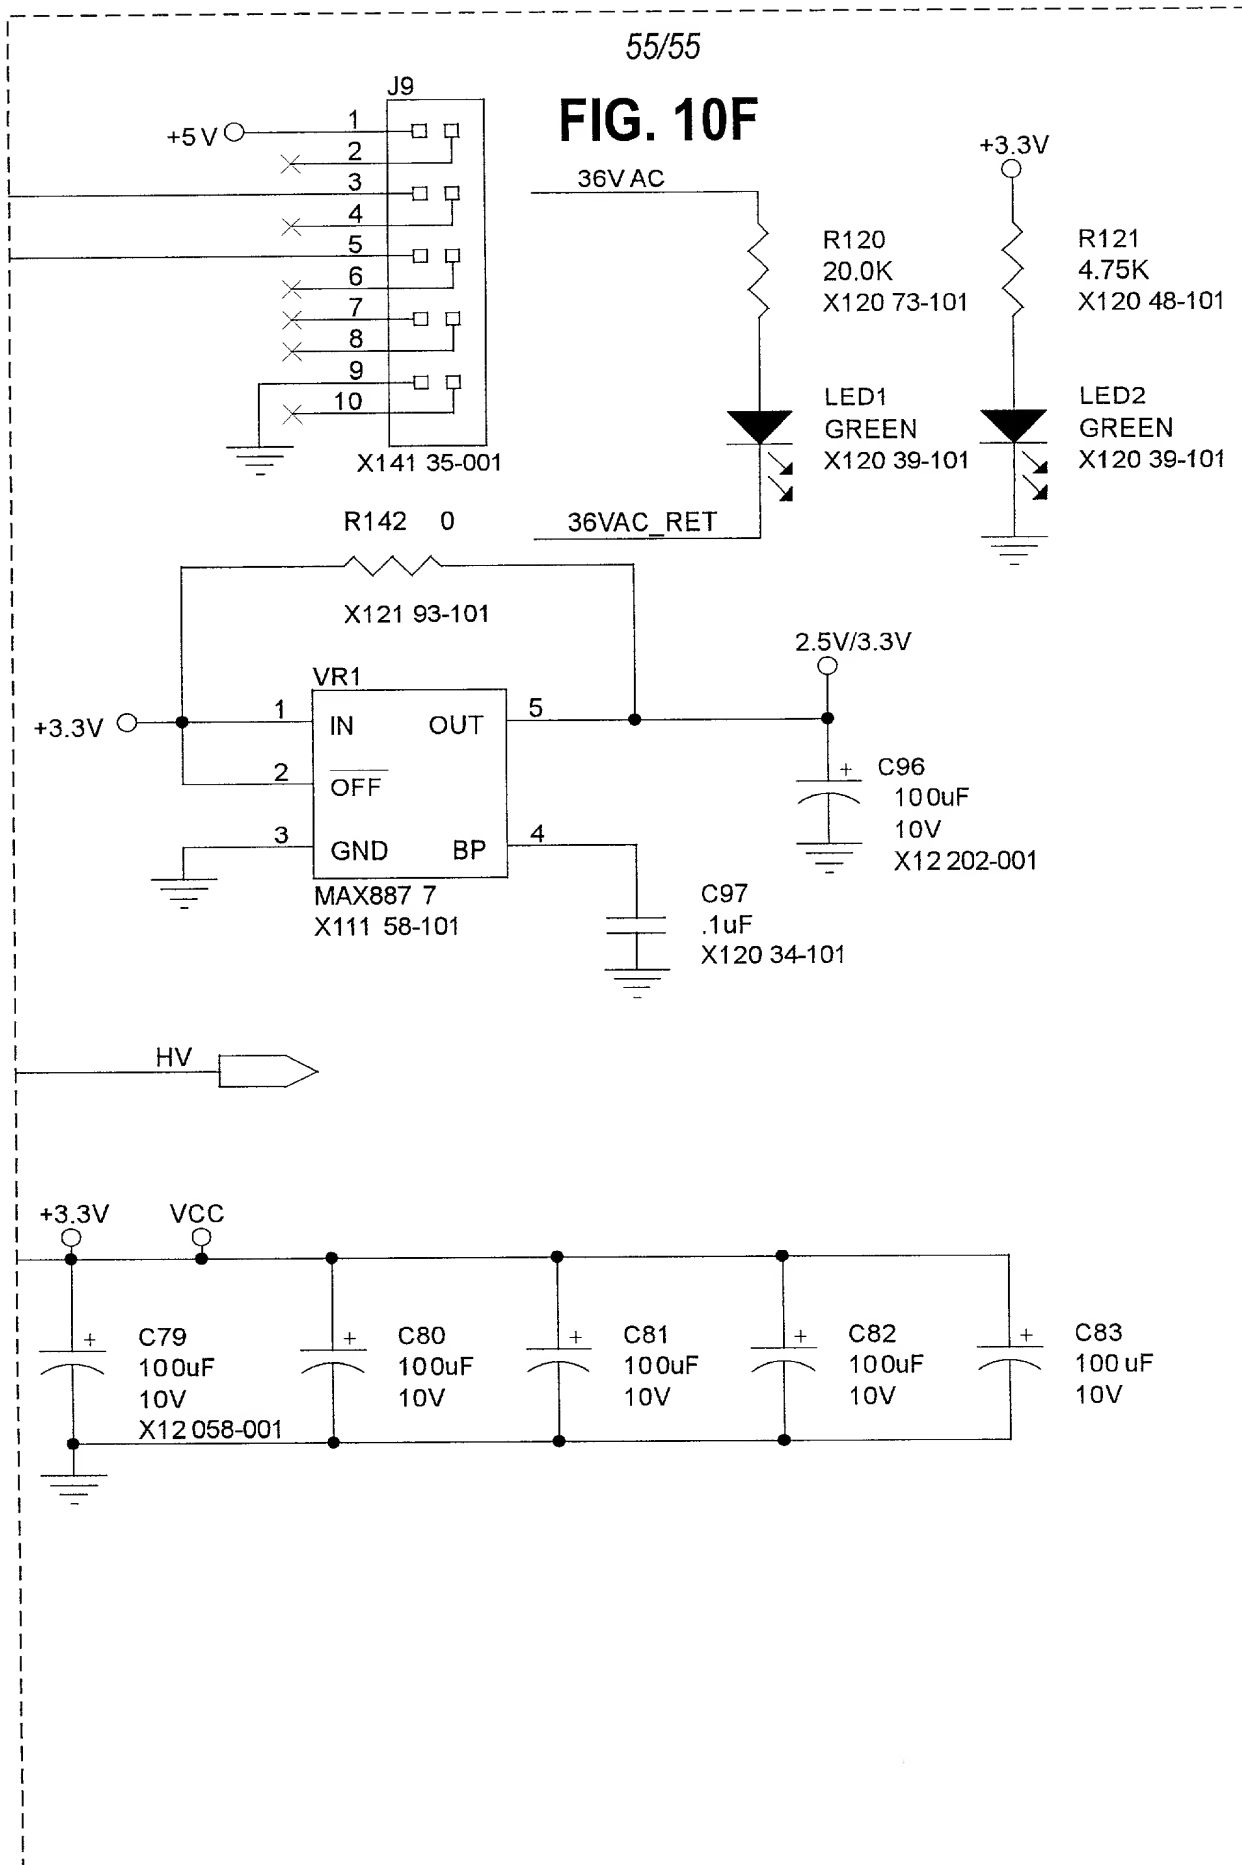 55/55
FIG. 10F
J9
+5 V
1
2
3
4
5
6
7
8
9
10
X141 35-001
36V AC
R120
20.0K
X120 73-101
LED1
GREEN
X120 39-101
36VAC_RET
+3.3V
R121
4.75K
X120 48-101
LED2
GREEN
X120 39-101
R142 0
X121 93-101
VR1
+3.3V
1 IN
2 OFF
3 GND
OUT 5
BP 4
MAX887 7
X111 58-101
2.5V/3.3V
+ C96
100uF
10V
X12 202-001
C97
.1uF
X120 34-101
HV
+3.3V
VCC
+ C79
100uF
10V
X12 058-001
+ C80
100uF
10V
+ C81
100uF
10V
+ C82
100uF
10V
+ C83
100 uF
10V